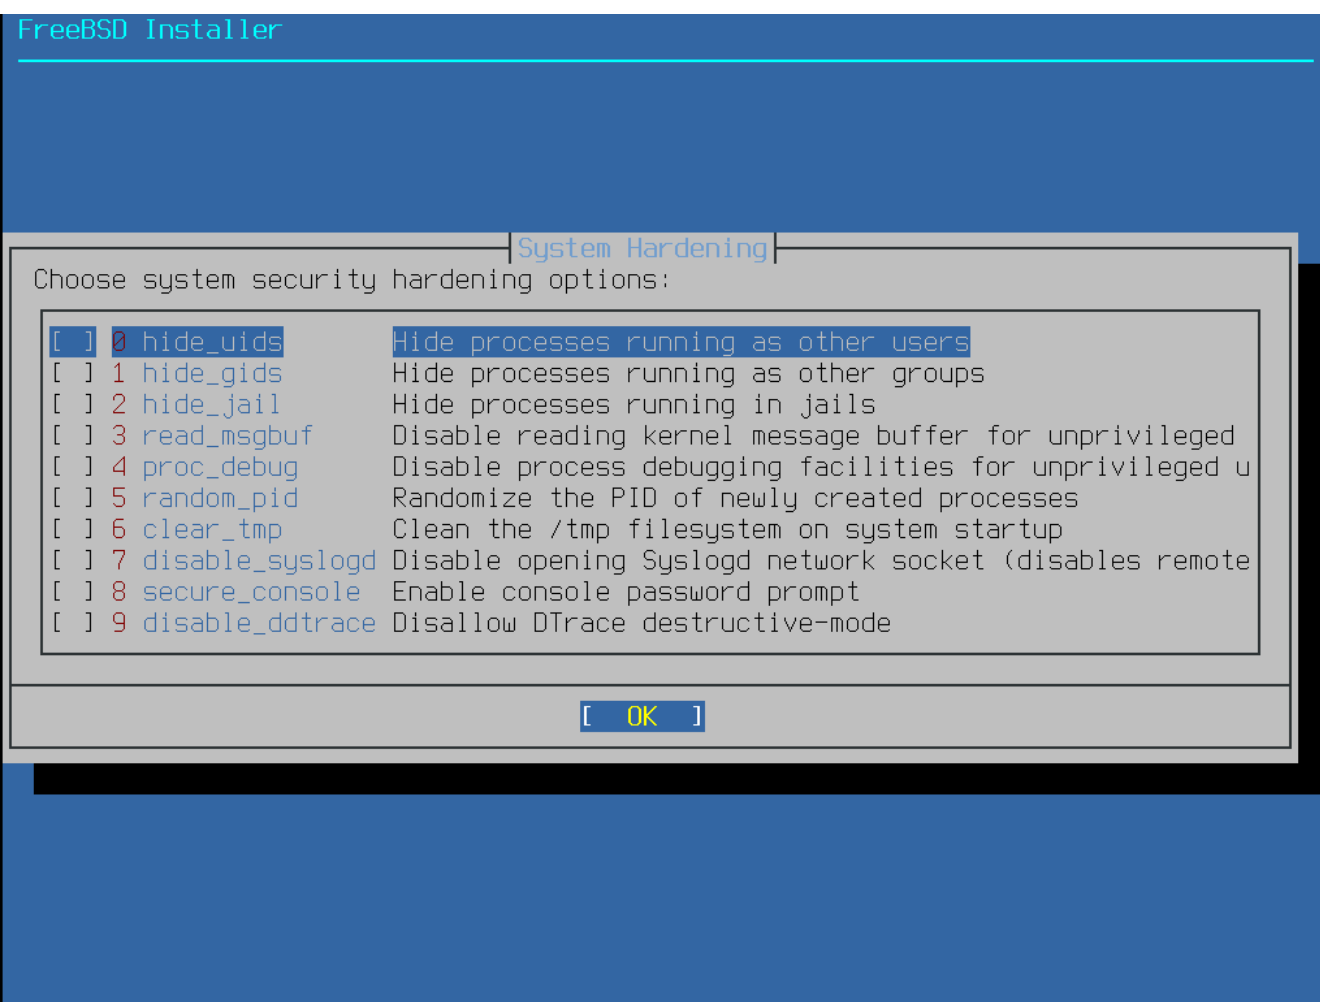 FreeBSD Installer
System Hardening
Choose system security hardening options:
[ ] 0 hide_uids Hide processes running as other users
[ ] 1 hide_gids Hide processes running as other groups
[ ] 2 hide_jail Hide processes running in jails
[ ] 3 read_msgbuf Disable reading kernel message buffer for unprivileged
[ ] 4 proc_debug Disable process debugging facilities for unprivileged u
[ ] 5 random_pid Randomize the PID of newly created processes
[ ] 6 clear_tmp Clean the /tmp filesystem on system startup
[ ] 7 disable_syslogd Disable opening Syslogd network socket (disables remote
[ ] 8 secure_console Enable console password prompt
[ ] 9 disable_ddtrace Disallow DTrace destructive-mode
[ OK ]